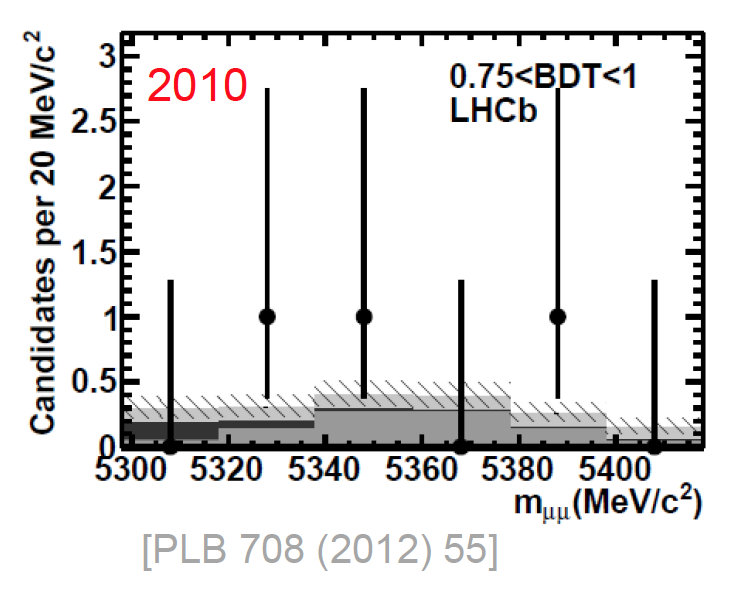 Candidates per 20 MeV/c²
3
2.5
2
1.5
1
0.5
0
2010
0.75<BDT<1
LHCb
5300 5320 5340 5360 5380 5400
mμμ(MeV/c²)
[PLB 708 (2012) 55]